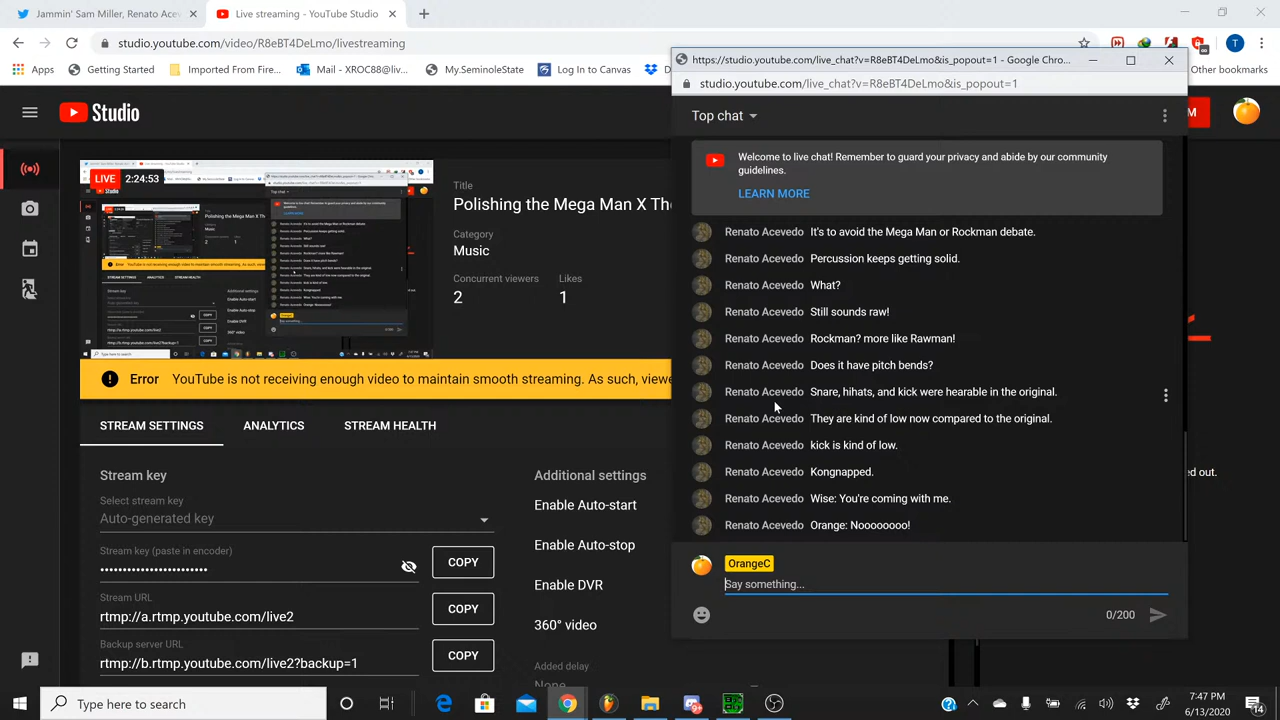 Jammin' Sam Miller, Renato Ace
Live streaming - YouTube Studio
studio.youtube.com/video/R8eBT4DeLmo/livestreaming
Apps
Getting Started
Imported From Fire...
Mail - XROC88@liv...
My.SeminoleState
Log In to Canvas
Other bookmarks
T
Studio
LIVE 2:24:53
Title
Polishing the Mega Man X The
Category
Music
Concurrent viewers
Likes
2
1
Error YouTube is not receiving enough video to maintain smooth streaming. As such, viewe
STREAM SETTINGS
ANALYTICS
STREAM HEALTH
Stream key
Select stream key
Auto-generated key
Stream key (paste in encoder)
COPY
Stream URL
rtmp://a.rtmp.youtube.com/live2
COPY
Backup server URL
rtmp://b.rtmp.youtube.com/live2?backup=1
COPY
Additional settings
Enable Auto-start
Enable Auto-stop
Enable DVR
360° video
Added delay
None
https://studio.youtube.com/live_chat?v=R8eBT4DeLmo&is_popout=1 - Google Chro...
studio.youtube.com/live_chat?v=R8eBT4DeLmo&is_popout=1
Top chat
Welcome to live chat! Remember to guard your privacy and abide by our community
guidelines.
LEARN MORE
Renato Acevedo It's to avoid the Mega Man or Rockman debate.
Renato Acevedo Percussion keeps getting solid.
Renato Acevedo What?
Renato Acevedo Still sounds raw!
Renato Acevedo Rockman? more like Rawman!
Renato Acevedo Does it have pitch bends?
Renato Acevedo Snare, hihats, and kick were hearable in the original.
Renato Acevedo They are kind of low now compared to the original.
Renato Acevedo kick is kind of low.
Renato Acevedo Kongnapped.
Renato Acevedo Wise: You're coming with me.
Renato Acevedo Orange: Noooooooo!
OrangeC
Say something...
0/200
M
ed out.
Type here to search
7:47 PM
6/13/2020
14